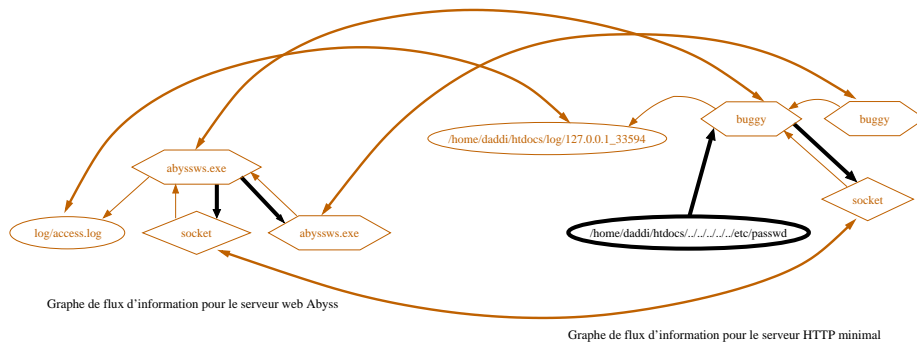 buggy
buggy
/home/daddi/htdocs/log/127.0.0.1_33594
abyssws.exe
socket
log/access.log
socket
abyssws.exe
/home/daddi/htdocs/../../../../../etc/passwd
Graphe de flux d’information pour le serveur web Abyss
Graphe de flux d’information pour le serveur HTTP minimal